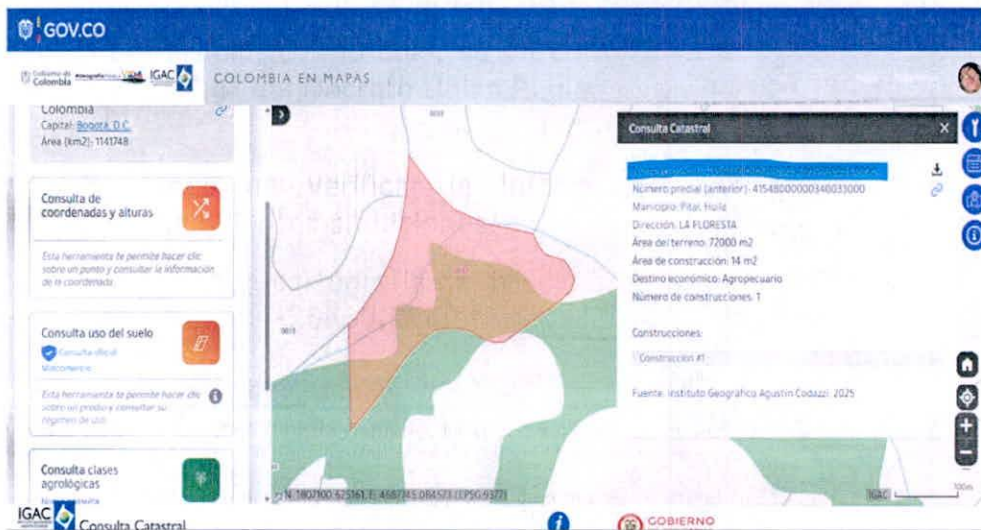 GOV.CO
Gobierno de
Colombia
IGAC
COLOMBIA EN MAPAS
Colombia
Capital: Bogotá, D.C.
Área (km2): 1141748
Consulta de
coordenadas y alturas
Esta herramienta te permite hacer clic
sobre un punto y consultar la información
de la coordenada.
Consulta uso del suelo
Consulta oficial
Esta herramienta te permite hacer clic
sobre un predio y consultar su
régimen de uso.
Consulta clases
agrológicas
IGAC
Consulta Catastral
Consulta Catastral
Número predial (anterior): 41548000000340033000
Municipio: Pital, Huila
Dirección: LA FLORESTA
Área del terreno: 72000 m2
Área de construcción: 14 m2
Destino económico: Agropecuario
Número de construcciones: 1
Construcciones:
Construcción #1
Fuente: Instituto Geográfico Agustín Codazzi, 2025
IGAC
100m
GOBIERNO